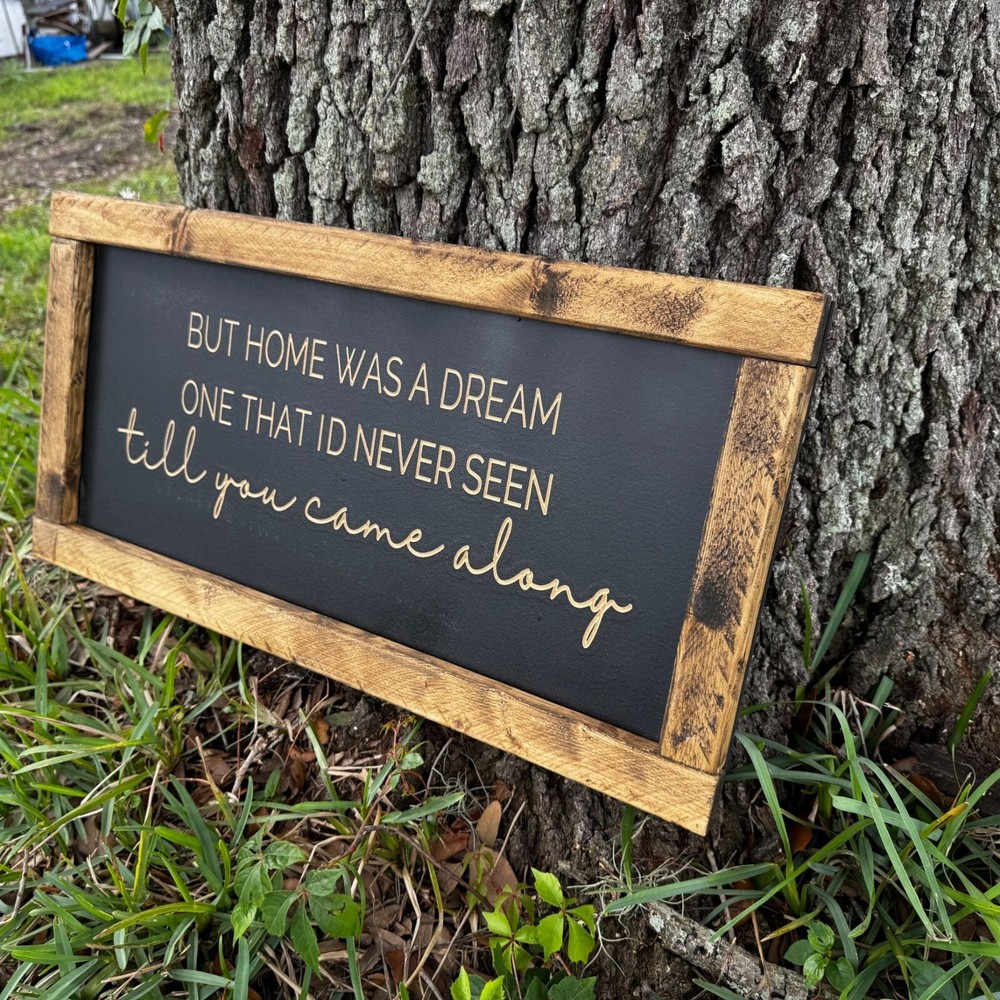 BUT HOME WAS A DREAM
ONE THAT ID NEVER SEEN
till you came along